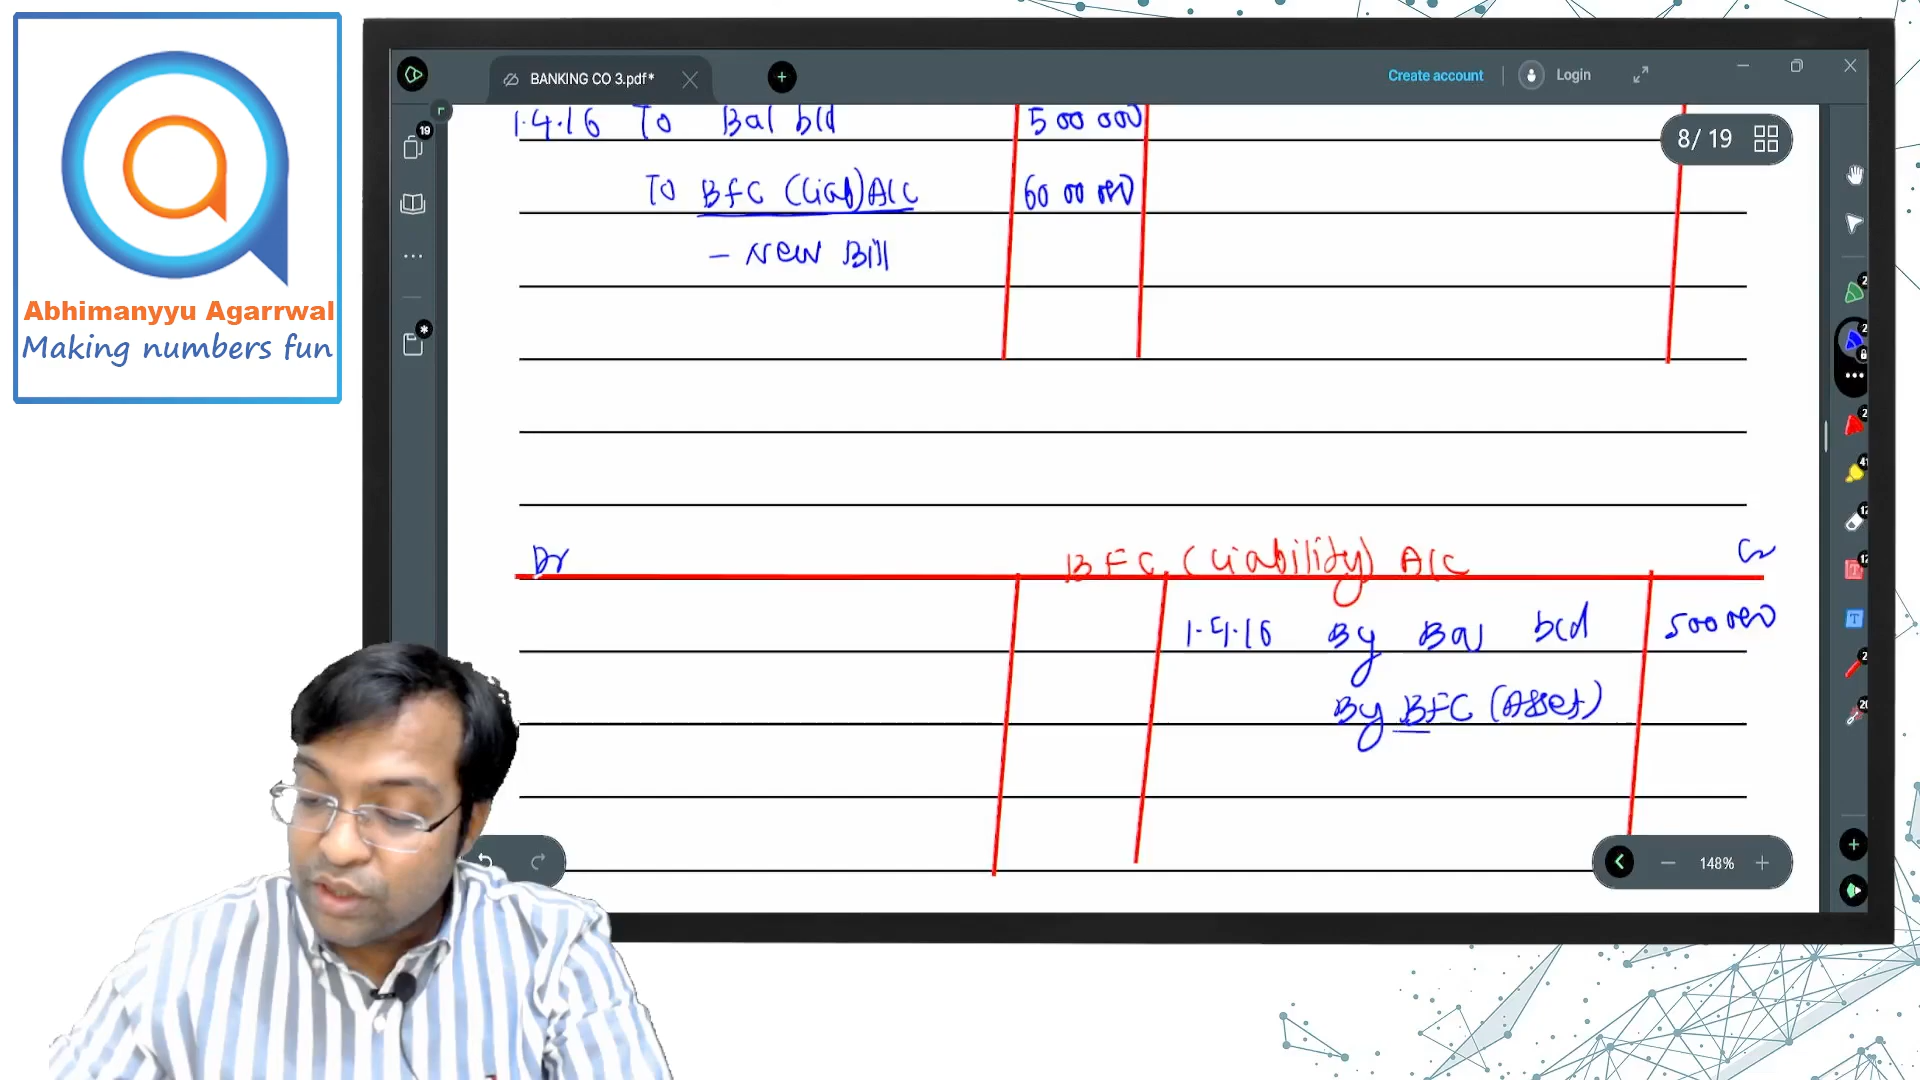 Abhimanyyu Agarrwal
Making numbers fun
BANKING CO 3.pdf*
Create account
Login
19
8/ 19
1.4.16 To Bal b/d 500 000
To BFC (Liab) A/C 60 00 000
- New Bill
Dr BFC (Liability) A/C Cr
1.4.16 By Bal b/d 500 000
By BFC (Asset)
148%